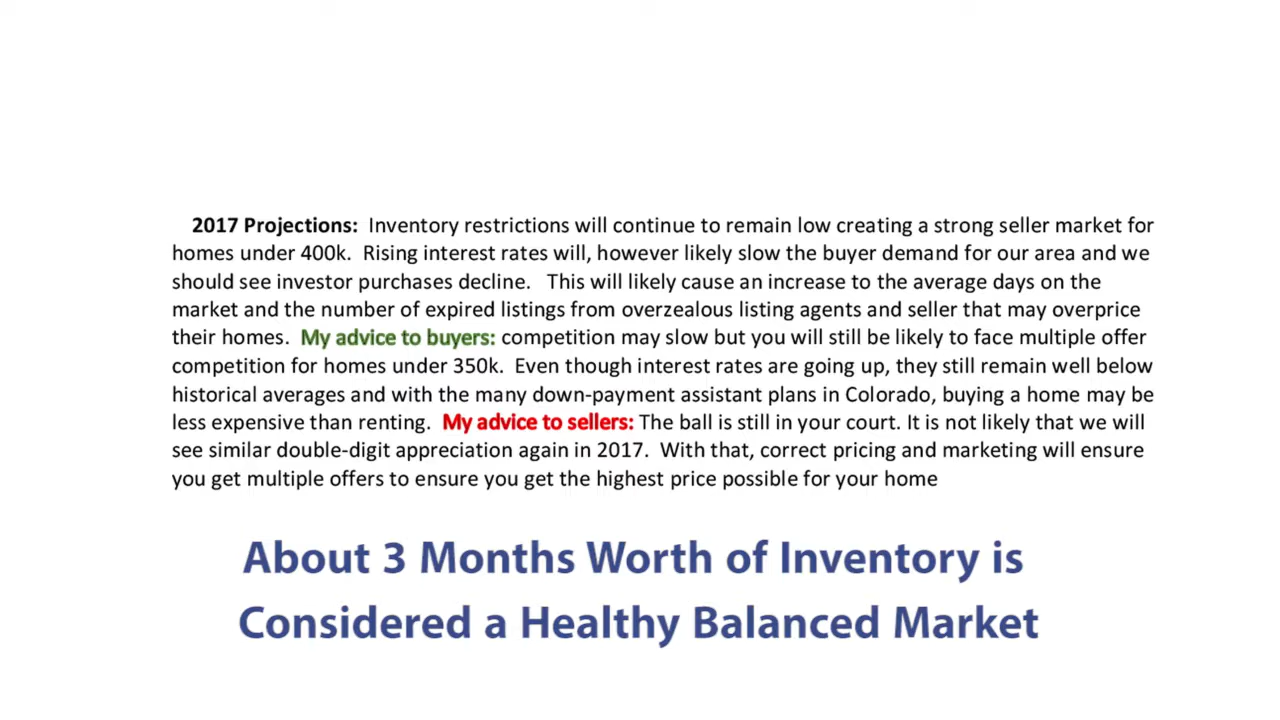 2017 Projections: Inventory restrictions will continue to remain low creating a strong seller market for
homes under 400k. Rising interest rates will, however likely slow the buyer demand for our area and we
should see investor purchases decline. This will likely cause an increase to the average days on the
market and the number of expired listings from overzealous listing agents and seller that may overprice
their homes. My advice to buyers: competition may slow but you will still be likely to face multiple offer
competition for homes under 350k. Even though interest rates are going up, they still remain well below
historical averages and with the many down-payment assistant plans in Colorado, buying a home may be
less expensive than renting. My advice to sellers: The ball is still in your court. It is not likely that we will
see similar double-digit appreciation again in 2017. With that, correct pricing and marketing will ensure
you get multiple offers to ensure you get the highest price possible for your home
About 3 Months Worth of Inventory is
Considered a Healthy Balanced Market